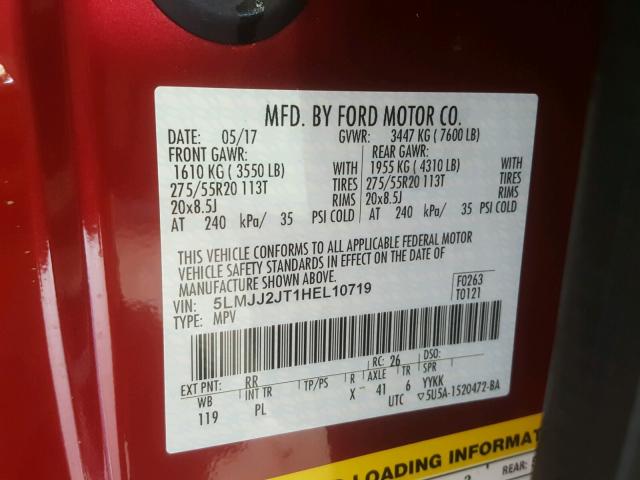 MFD. BY FORD MOTOR CO.
DATE: 05/17 GVWR: 3447 KG ( 7600 LB)
FRONT GAWR: REAR GAWR:
1610 KG ( 3550 LB) WITH 1955 KG ( 4310 LB) WITH
275/55R20 113T TIRES 275/55R20 113T TIRES
20x8.5J RIMS 20x8.5J RIMS
AT 240 kPa/ 35 PSI COLD AT 240 kPa/ 35 PSI COLD
THIS VEHICLE CONFORMS TO ALL APPLICABLE FEDERAL MOTOR
VEHICLE SAFETY STANDARDS IN EFFECT ON THE DATE OF
MANUFACTURE SHOWN ABOVE.
VIN: 5LMJJ2JT1HEL10719 F0263
TYPE: MPV T0121
RC: 26 DSO:
EXT PNT: RR
WB INT TR TP/PS R AXLE TR SPR
119 PL X- 41 6 YYKK
UTC ▽5U5A-1520472-BA
LOADING INFORMAT
REAR: